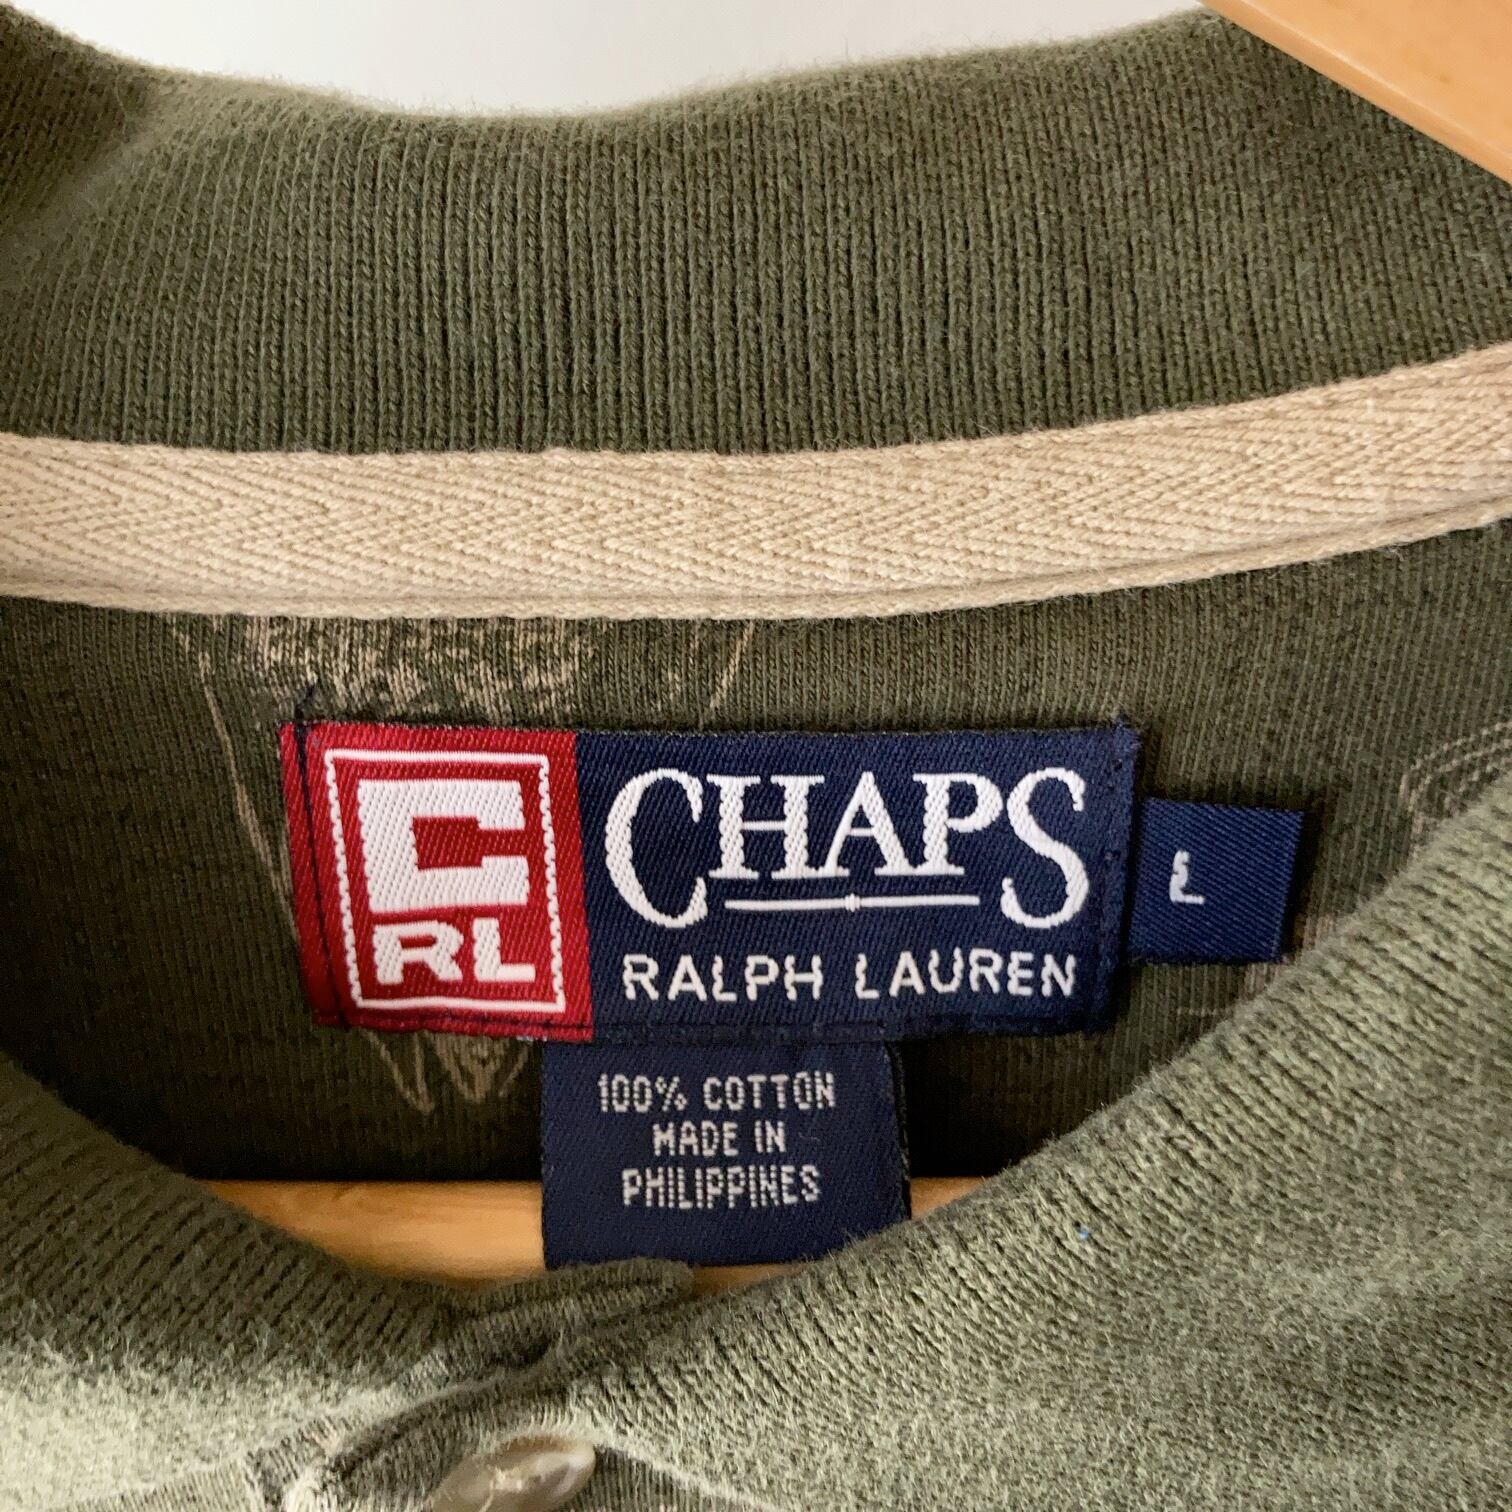 C
RL
CHAPS
RALPH LAUREN
L
100% COTTON
MADE IN
PHILIPPINES